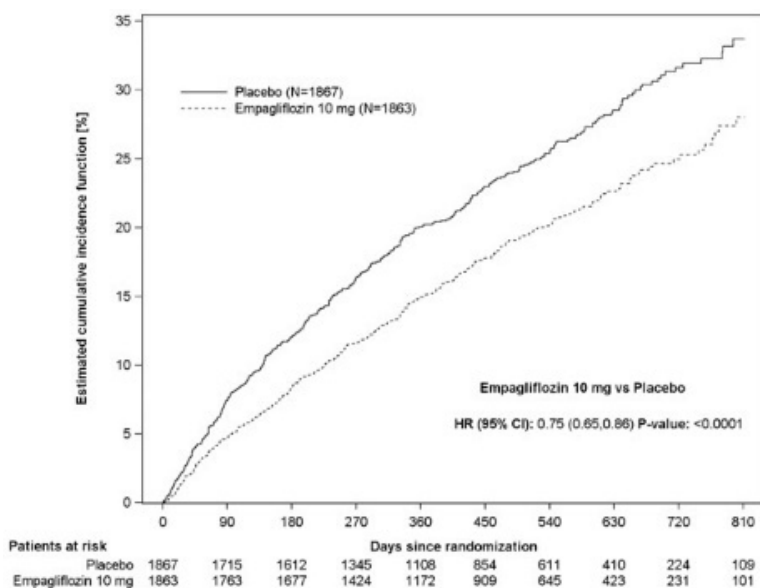 35
30
25
20
15
10
5
0
Estimated cumulative incidence function [%]
Placebo (N=1867)
Empagliflozin 10 mg (N=1863)
Empagliflozin 10 mg vs Placebo
HR (95% CI): 0.75 (0.65,0.86) P-value: <0.0001
0 90 180 270 360 450 540 630 720 810
Patients at risk Days since randomization
Placebo 1867 1715 1612 1345 1108 854 611 410 224 109
Empagliflozin 10 mg 1863 1763 1677 1424 1172 909 645 423 231 101